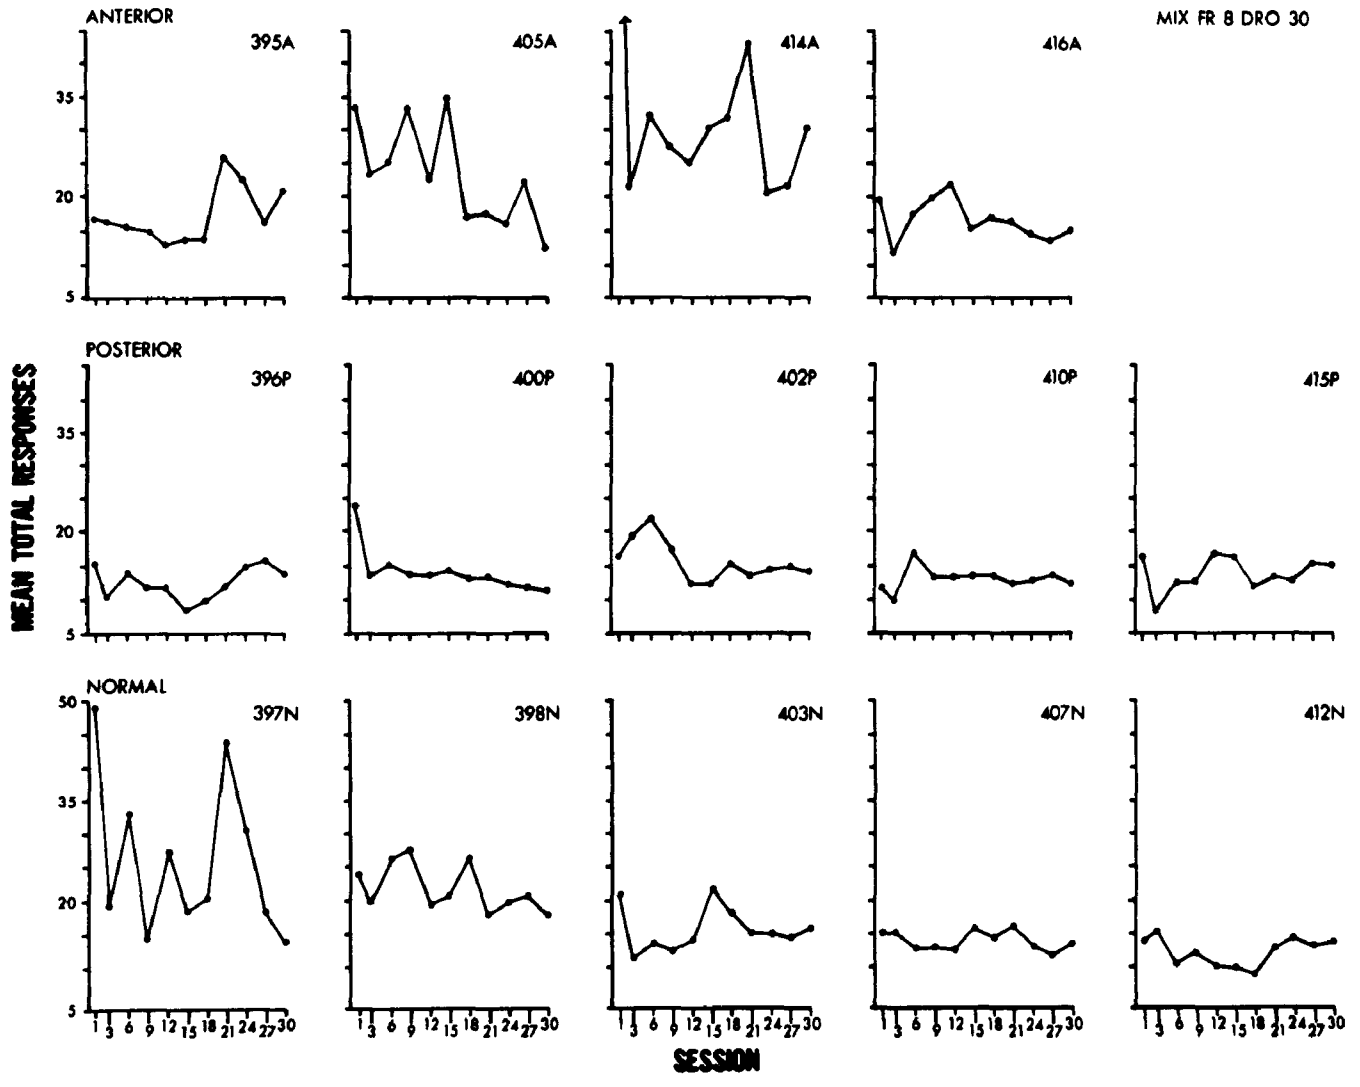 ANTERIOR
MIX FR 8 DRO 30
395A
405A
414A
416A
35
20
5
POSTERIOR
396P
400P
402P
410P
415P
35
20
5
MEAN TOTAL RESPONSES
NORMAL
397N
398N
403N
407N
412N
50
35
20
5
1 3 6 9 12 15 18 21 24 27 30
1 3 6 9 12 15 18 21 24 27 30
1 3 6 9 12 15 18 21 24 27 30
1 3 6 9 12 15 18 21 24 27 30
1 3 6 9 12 15 18 21 24 27 30
SESSION